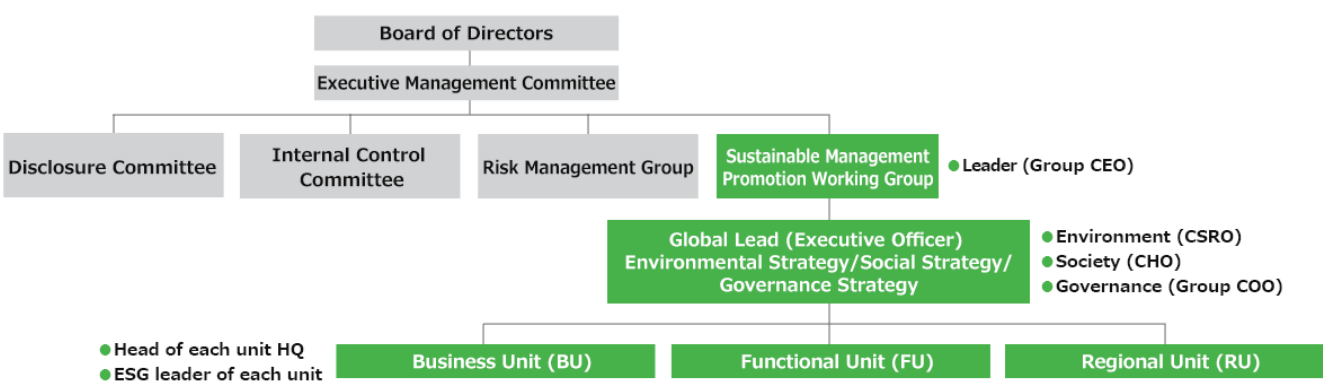 Board of Directors
Executive Management Committee
Disclosure Committee
Internal Control
Committee
Risk Management Group
Sustainable Management
Promotion Working Group
Leader (Group CEO)
Global Lead (Executive Officer)
Environmental Strategy/Social Strategy/
Governance Strategy
Environment (CSRO)
Society (CHO)
Governance (Group COO)
Head of each unit HQ
ESG leader of each unit
Business Unit (BU)
Functional Unit (FU)
Regional Unit (RU)